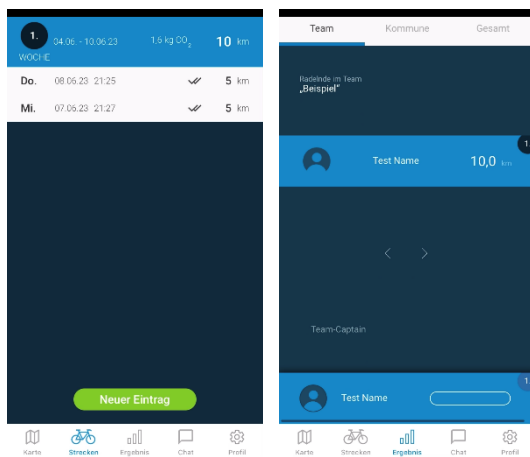 1.
WOCHE
04.06. - 10.06.23
1,6 kg CO2
10 km
Do. 08.06.23 21:25 5 km
Mi. 07.06.23 21:27 5 km
Neuer Eintrag
Karte Strecken Ergebnis Chat Profil
Team Kommune Gesamt
Radelnde im Team
„Beispiel“
1
Test Name 10,0 km
Team-Captain
1
Test Name
Karte Strecken Ergebnis Chat Profil